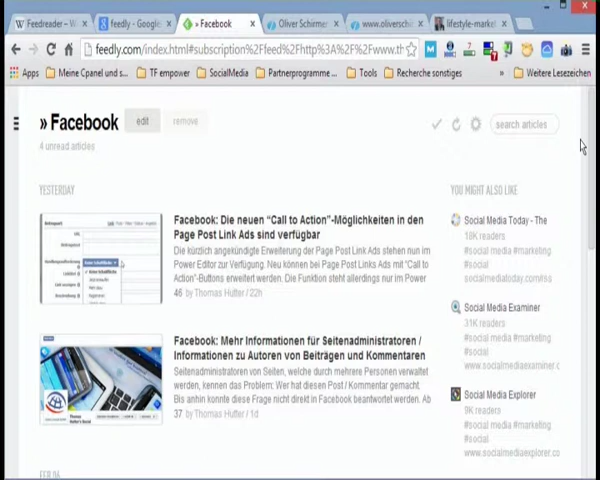 Feedreader – W
feedly - Google
» Facebook
Oliver Schirmer
www.oliverschi
lifestyle-market
feedly.com/index.html#subscription%2Ffeed%2Fhttp%3A%2F%2Fwww.th
Apps
Meine Cpanel und s...
TF empower
SocialMedia
Partnerprogramme ...
Tools
Recherche sonstiges
»
Weitere Lesezeichen
» Facebook
edit
remove
search articles
4 unread articles
YESTERDAY
YOU MIGHT ALSO LIKE
Facebook: Die neuen "Call to Action"-Möglichkeiten in den
Page Post Link Ads sind verfügbar
Die kürzlich angekündigte Erweiterung der Page Post Link Ads stehen nun im
Power Editor zur Verfügung. Neu können bei Page Post Links Ads mit "Call to
Action"-Buttons erweitert werden. Die Funktion steht allerdings nur im Power
46 by Thomas Hutter / 22h
Facebook: Mehr Informationen für Seitenadministratoren /
Informationen zu Autoren von Beiträgen und Kommentaren
Seitenadministratoren von Seiten, welche durch mehrere Personen verwaltet
werden, kennen das Problem: Wer hat diesen Post / Kommentar gemacht.
Bis anhin konnte diese Frage nicht direkt in Facebook beantwortet werden. Ab
37 by Thomas Hutter / 1d
Social Media Today - The
18K readers
#social media #marketing
#social
socialmediatoday.com/rss
Social Media Examiner
31K readers
#social media #marketing
#social
www.socialmediaexaminer.c
Social Media Explorer
9K readers
#social media #marketing
#social
www.socialmediaexplorer.co